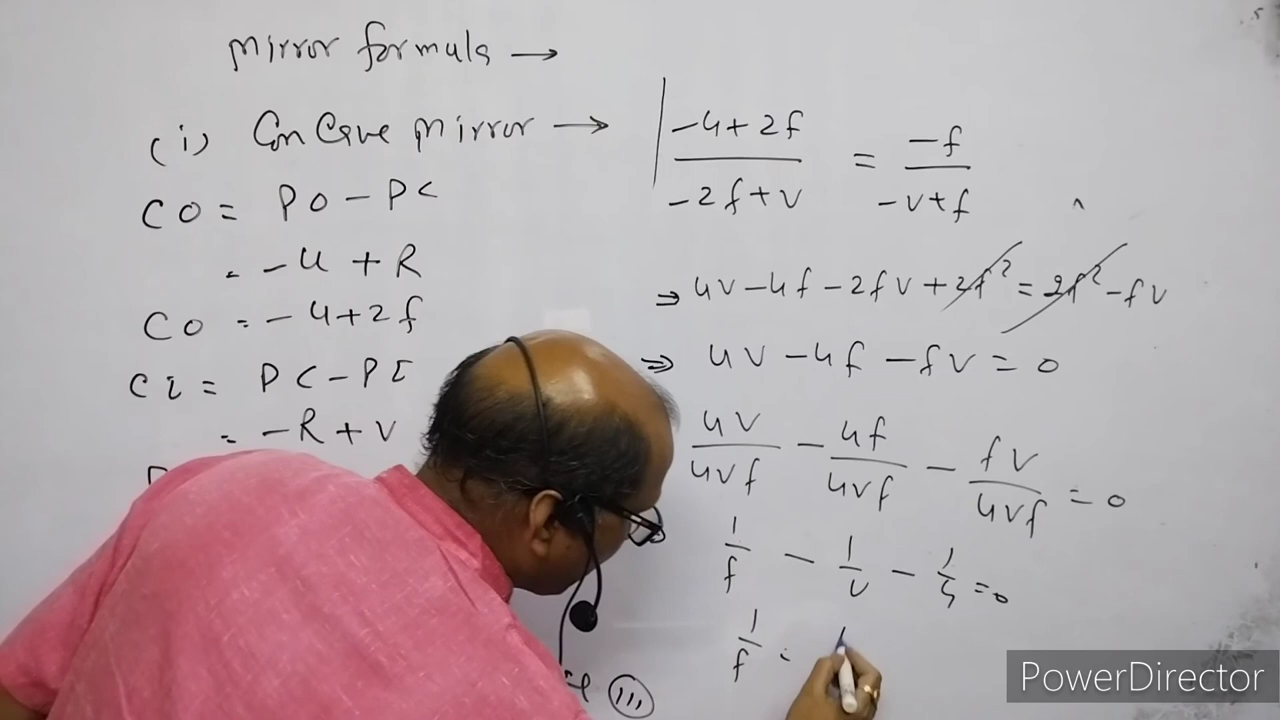 mirror formula →
(i) Concave mirror →
CO = PO - PC
= -u + R
CO = -u + 2f
CI = PC - PI
= -R + v
-u + 2f / -2f + v = -f / -v + f
⇒ uv - uf - 2fv + 2f² = 2f² - fv
⇒ uv - uf - fv = 0
uv/uvf - uf/uvf - fv/uvf = 0
1/f - 1/v - 1/u = 0
1/f =
(iii)
PowerDirector